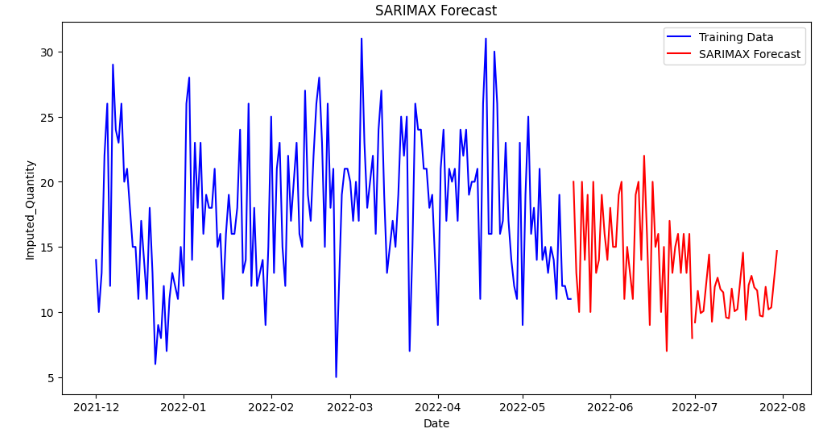 SARIMAX Forecast
Training Data
SARIMAX Forecast
Imputed_Quantity
30
25
20
15
10
5
2021-12 2022-01 2022-02 2022-03 2022-04 2022-05 2022-06 2022-07 2022-08
Date